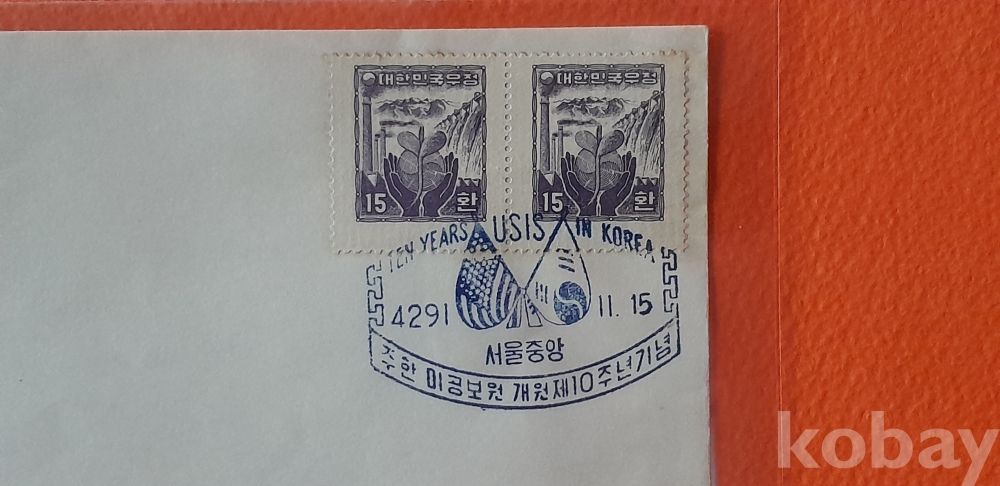 대한민국우정 대한민국우정
15 환 15 환
TEN YEARS USIS IN KOREA
4291 11. 15
서울중앙
주한 미공보원 개원제10주년기념
kobay